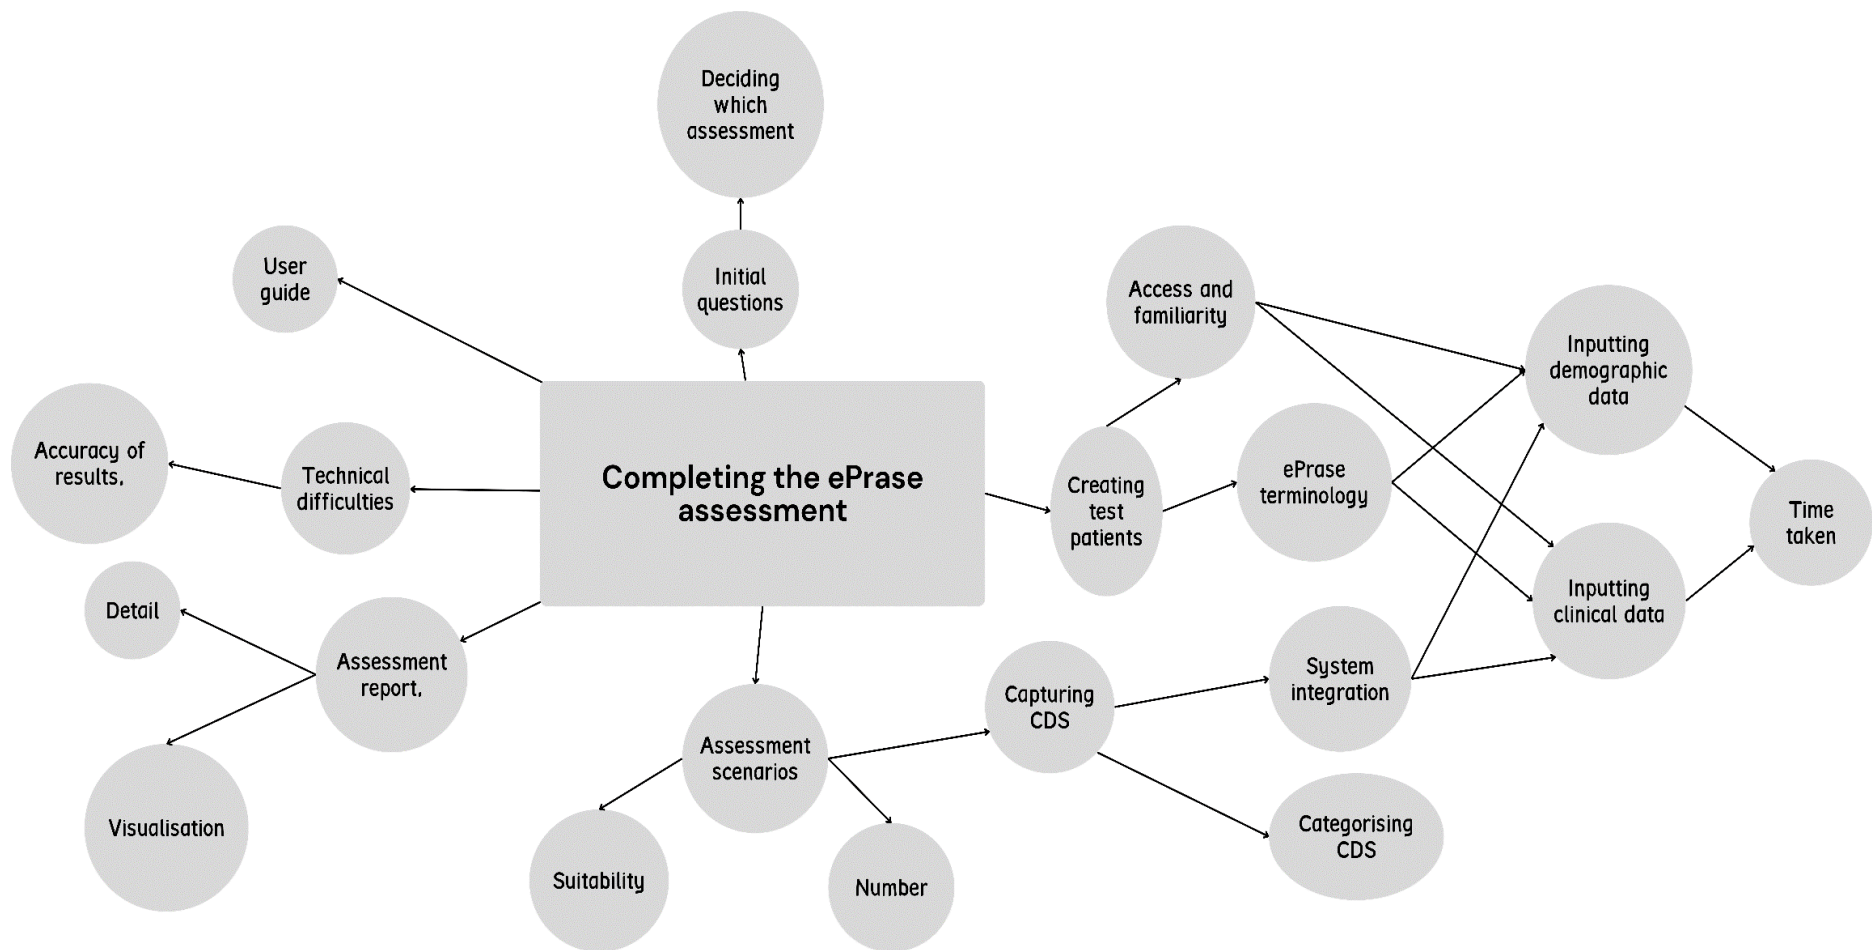 Deciding
which
assessment
User
guide
Initial
questions
Access and
familiarity
Inputting
demographic
data
Accuracy of
results.
Technical
difficulties
Completing the ePrase
assessment
Creating
test
patients
ePrase
terminology
Time
taken
Detail
Assessment
report.
Inputting
clinical data
Capturing
CDS
System
integration
Assessment
scenarios
Visualisation
Categorising
CDS
Suitability
Number